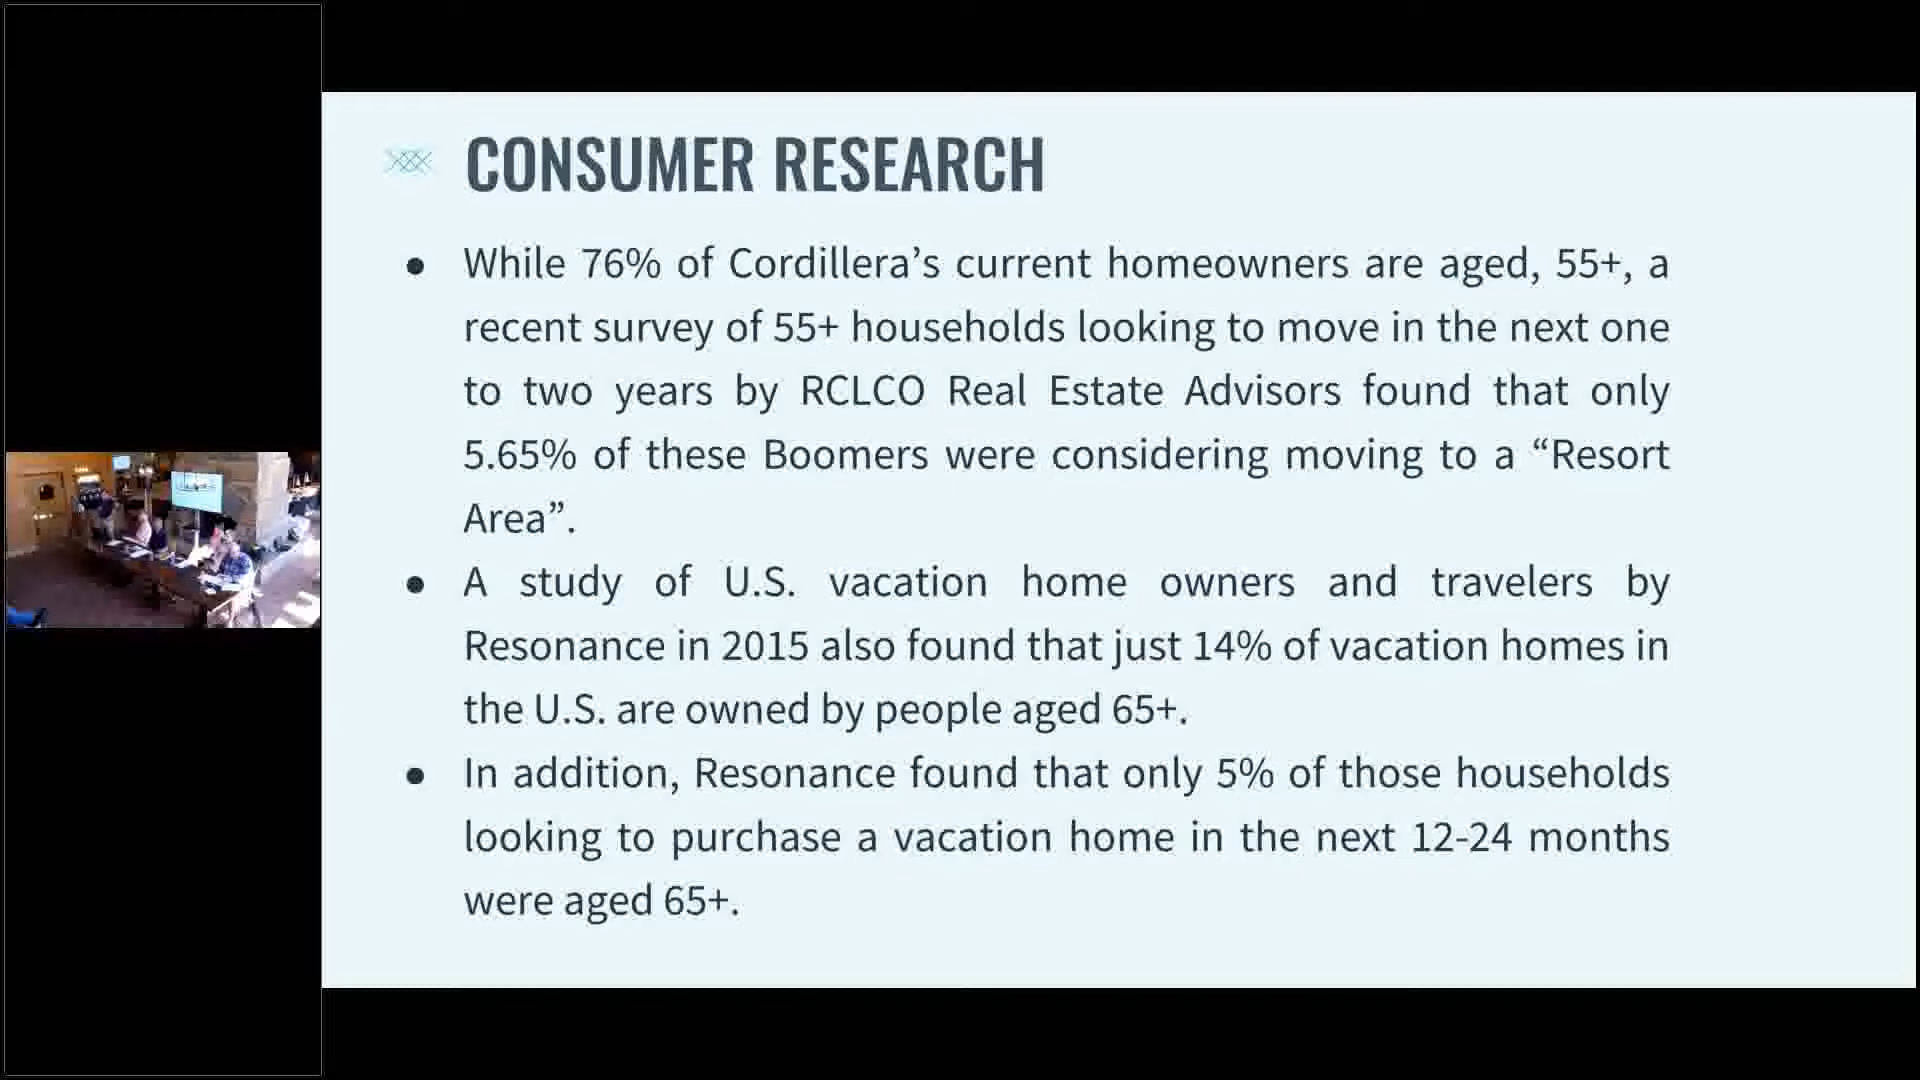 CONSUMER RESEARCH
● While 76% of Cordillera’s current homeowners are aged, 55+, a
recent survey of 55+ households looking to move in the next one
to two years by RCLCO Real Estate Advisors found that only
5.65% of these Boomers were considering moving to a “Resort
Area”.
● A study of U.S. vacation home owners and travelers by
Resonance in 2015 also found that just 14% of vacation homes in
the U.S. are owned by people aged 65+.
● In addition, Resonance found that only 5% of those households
looking to purchase a vacation home in the next 12-24 months
were aged 65+.